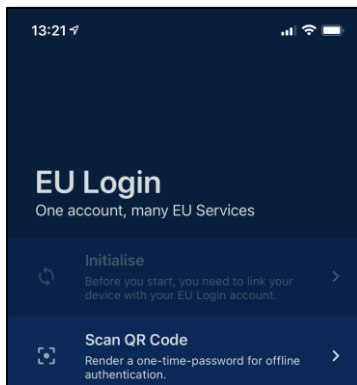 13:21
EU Login
One account, many EU Services
Initialise
Before you start, you need to link your
device with your EU Login account.
Scan QR Code
Render a one-time-password for offline
authentication.